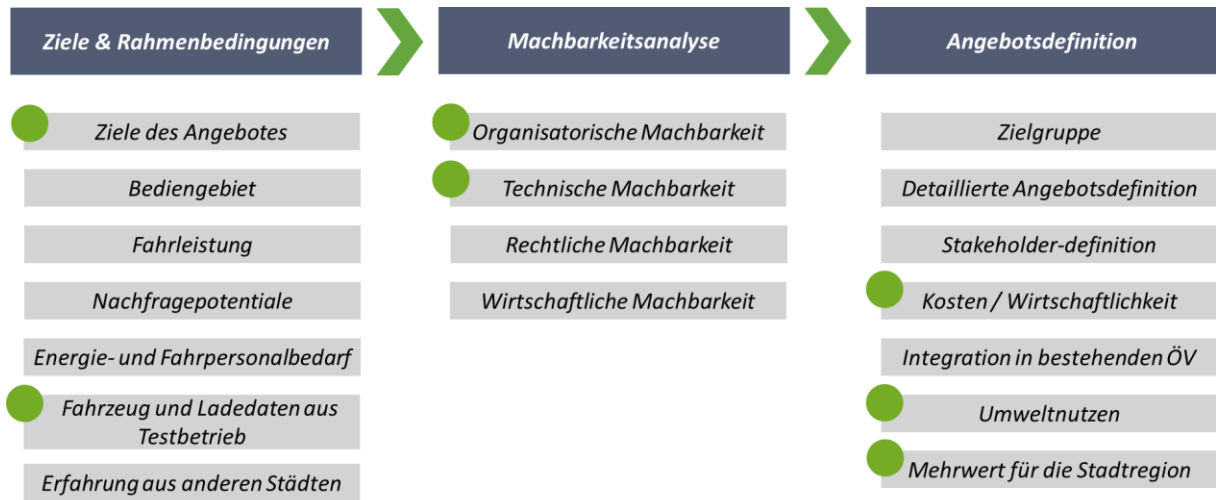 Ziele & Rahmenbedingungen
Ziele des Angebotes
Bediengebiet
Fahrleistung
Nachfragepotentiale
Energie- und Fahrpersonalbedarf
Fahrzeug und Ladedaten aus
Testbetrieb
Erfahrung aus anderen Städten
Machbarkeitsanalyse
Organisatorische Machbarkeit
Technische Machbarkeit
Rechtliche Machbarkeit
Wirtschaftliche Machbarkeit
Angebotsdefinition
Zielgruppe
Detaillierte Angebotsdefinition
Stakeholder-definition
Kosten / Wirtschaftlichkeit
Integration in bestehenden ÖV
Umweltnutzen
Mehrwert für die Stadtregion